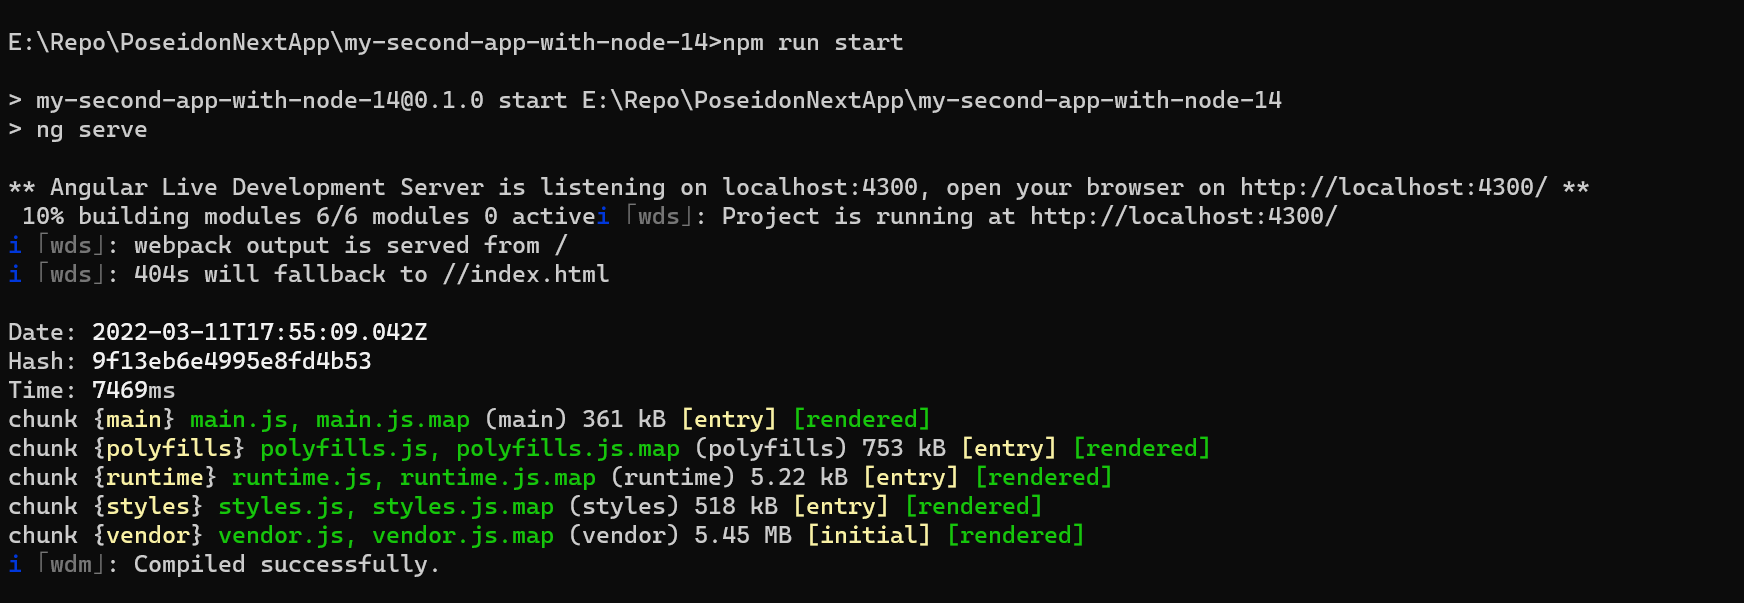 E:\Repo\PoseidonNextApp\my-second-app-with-node-14>npm run start
> my-second-app-with-node-14@0.1.0 start E:\Repo\PoseidonNextApp\my-second-app-with-node-14
> ng serve
** Angular Live Development Server is listening on localhost:4300, open your browser on http://localhost:4300/ **
10% building modules 6/6 modules 0 activei ｢wds｣: Project is running at http://localhost:4300/
i ｢wds｣: webpack output is served from /
i ｢wds｣: 404s will fallback to //index.html
Date: 2022-03-11T17:55:09.042Z
Hash: 9f13eb6e4995e8fd4b53
Time: 7469ms
chunk {main} main.js, main.js.map (main) 361 kB [entry] [rendered]
chunk {polyfills} polyfills.js, polyfills.js.map (polyfills) 753 kB [entry] [rendered]
chunk {runtime} runtime.js, runtime.js.map (runtime) 5.22 kB [entry] [rendered]
chunk {styles} styles.js, styles.js.map (styles) 518 kB [entry] [rendered]
chunk {vendor} vendor.js, vendor.js.map (vendor) 5.45 MB [initial] [rendered]
i ｢wdm｣: Compiled successfully.